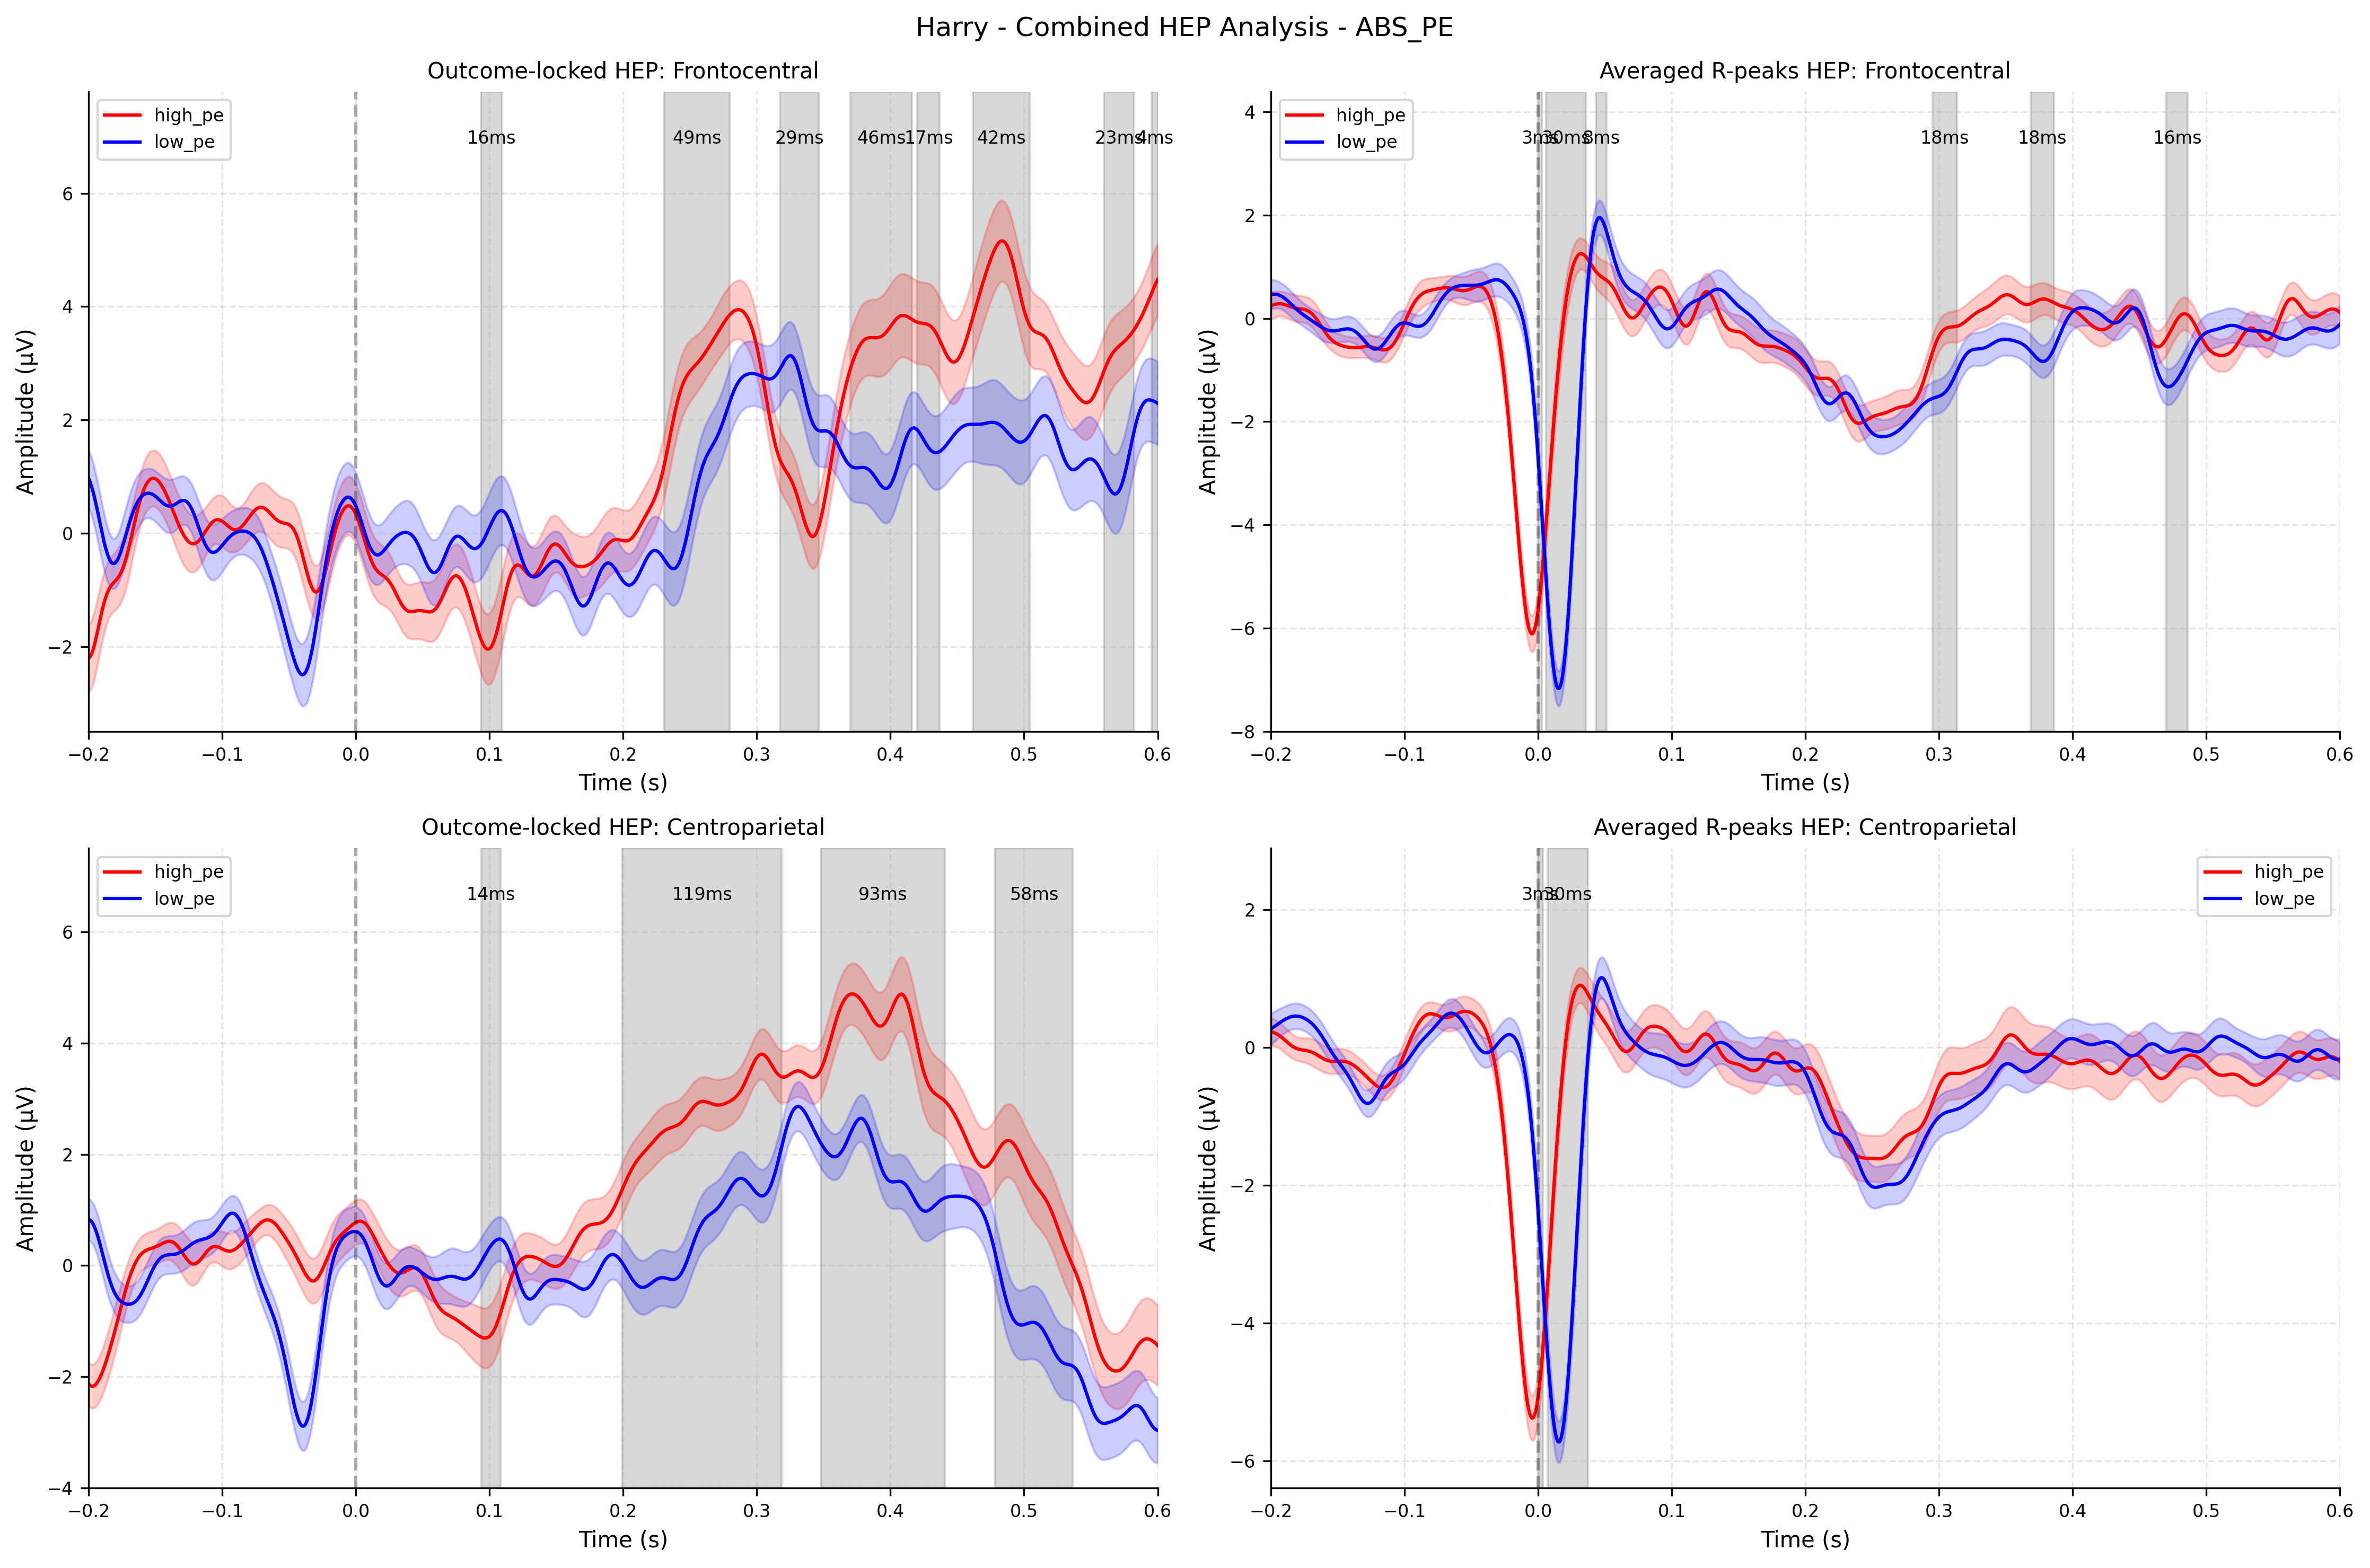 Harry - Combined HEP Analysis - ABS_PE
Outcome-locked HEP: Frontocentral
high_pe
low_pe
16ms
49ms
29ms
46ms
17ms
42ms
23ms
4ms
Amplitude (μV)
6
4
2
0
−2
−0.2
−0.1
0.0
0.1
0.2
0.3
0.4
0.5
0.6
Time (s)
Averaged R-peaks HEP: Frontocentral
high_pe
low_pe
3ms
30ms
8ms
18ms
18ms
16ms
Amplitude (μV)
4
2
0
−2
−4
−6
−8
−0.2
−0.1
0.0
0.1
0.2
0.3
0.4
0.5
0.6
Time (s)
Outcome-locked HEP: Centroparietal
high_pe
low_pe
14ms
119ms
93ms
58ms
Amplitude (μV)
6
4
2
0
−2
−4
−0.2
−0.1
0.0
0.1
0.2
0.3
0.4
0.5
0.6
Time (s)
Averaged R-peaks HEP: Centroparietal
high_pe
low_pe
3ms
30ms
Amplitude (μV)
2
0
−2
−4
−6
−0.2
−0.1
0.0
0.1
0.2
0.3
0.4
0.5
0.6
Time (s)